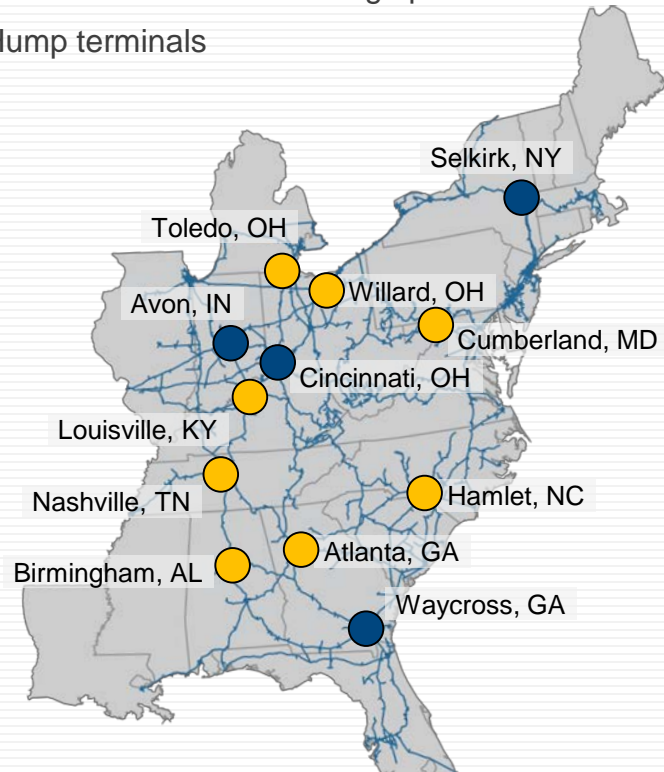 terminals
Selkirk, NY
Toledo, OH
Willard, OH
Avon, IN
Cumberland, MD
Cincinnati, OH
Louisville, KY
Nashville, TN
Hamlet, NC
Atlanta, GA
Birmingham, AL
Waycross, GA